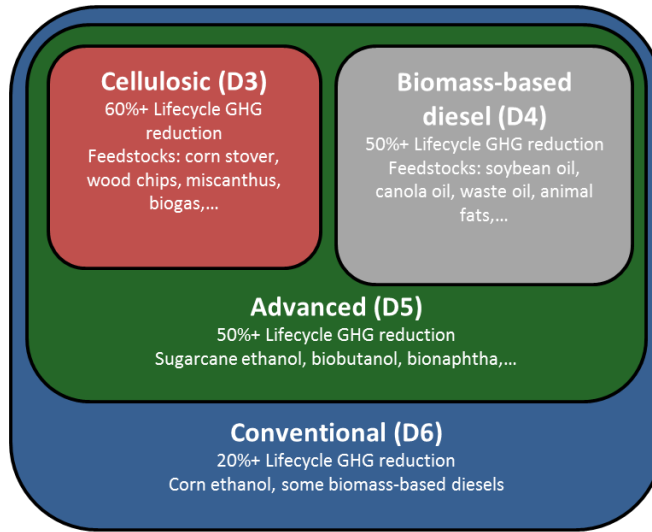 Cellulosic (D3)
60%+ Lifecycle GHG
reduction
Feedstocks: corn stover,
wood chips, miscanthus,
biogas,...
Biomass-based
diesel (D4)
50%+ Lifecycle GHG reduction
Feedstocks: soybean oil,
canola oil, waste oil, animal
fats,...
Advanced (D5)
50%+ Lifecycle GHG reduction
Sugarcane ethanol, biobutanol, bionaphtha,...
Conventional (D6)
20%+ Lifecycle GHG reduction
Corn ethanol, some biomass-based diesels